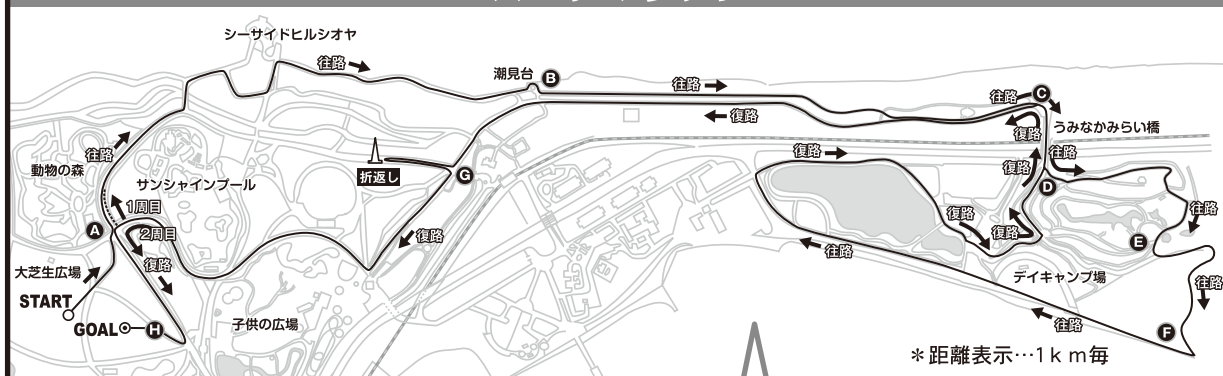 シーサイドヒルシオヤ
往路
潮見台
B
往路
復路
往路
C
復路
うみなかみらい橋
往路
動物の森
往路
サンシャインプール
折返し
G
復路
復路
往路
D
1周目
A
2周目
復路
復路
復路
復路
往路
E
往路
大芝生広場
START
GOAL
H
子供の広場
デイキャンプ場
往路
往路
F
*距離表示…1km毎